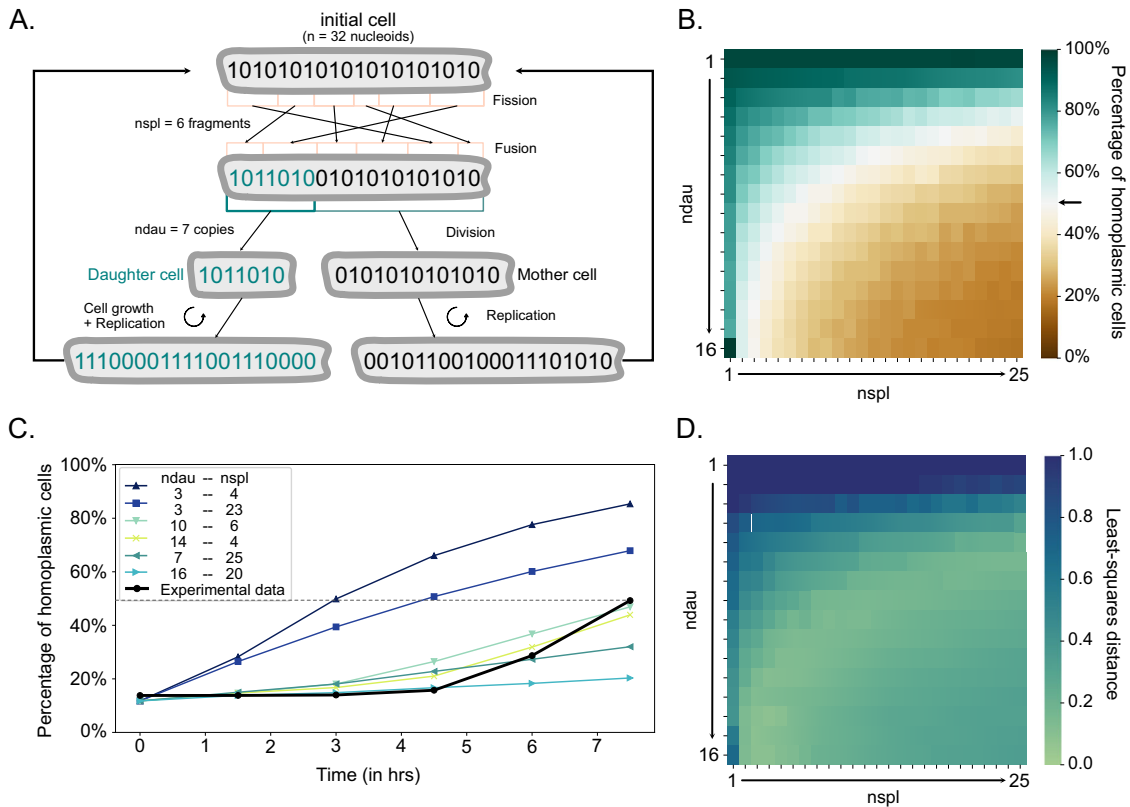 A.
initial cell
(n = 32 nucleoids)
10101010101010101010
Fission
nspl = 6 fragments
Fusion
10110100101010101010
ndau = 7 copies
Division
Daughter cell
1011010
0101010101010
Mother cell
Cell growth
+ Replication
Replication
11100001111001110000
00101100100011101010
B.
1
ndau
16
1
25
nspl
100%
80%
60%
40%
20%
0%
Percentage of homoplasmic cells
C.
100%
80%
60%
40%
20%
0%
Percentage of homoplasmic cells
ndau -- nspl
3 -- 4
3 -- 23
10 -- 6
14 -- 4
7 -- 25
16 -- 20
Experimental data
0 1 2 3 4 5 6 7
Time (in hrs)
D.
1
npau
16
1
25
nspl
1.0
0.8
0.6
0.4
0.2
0.0
Least-squares distance